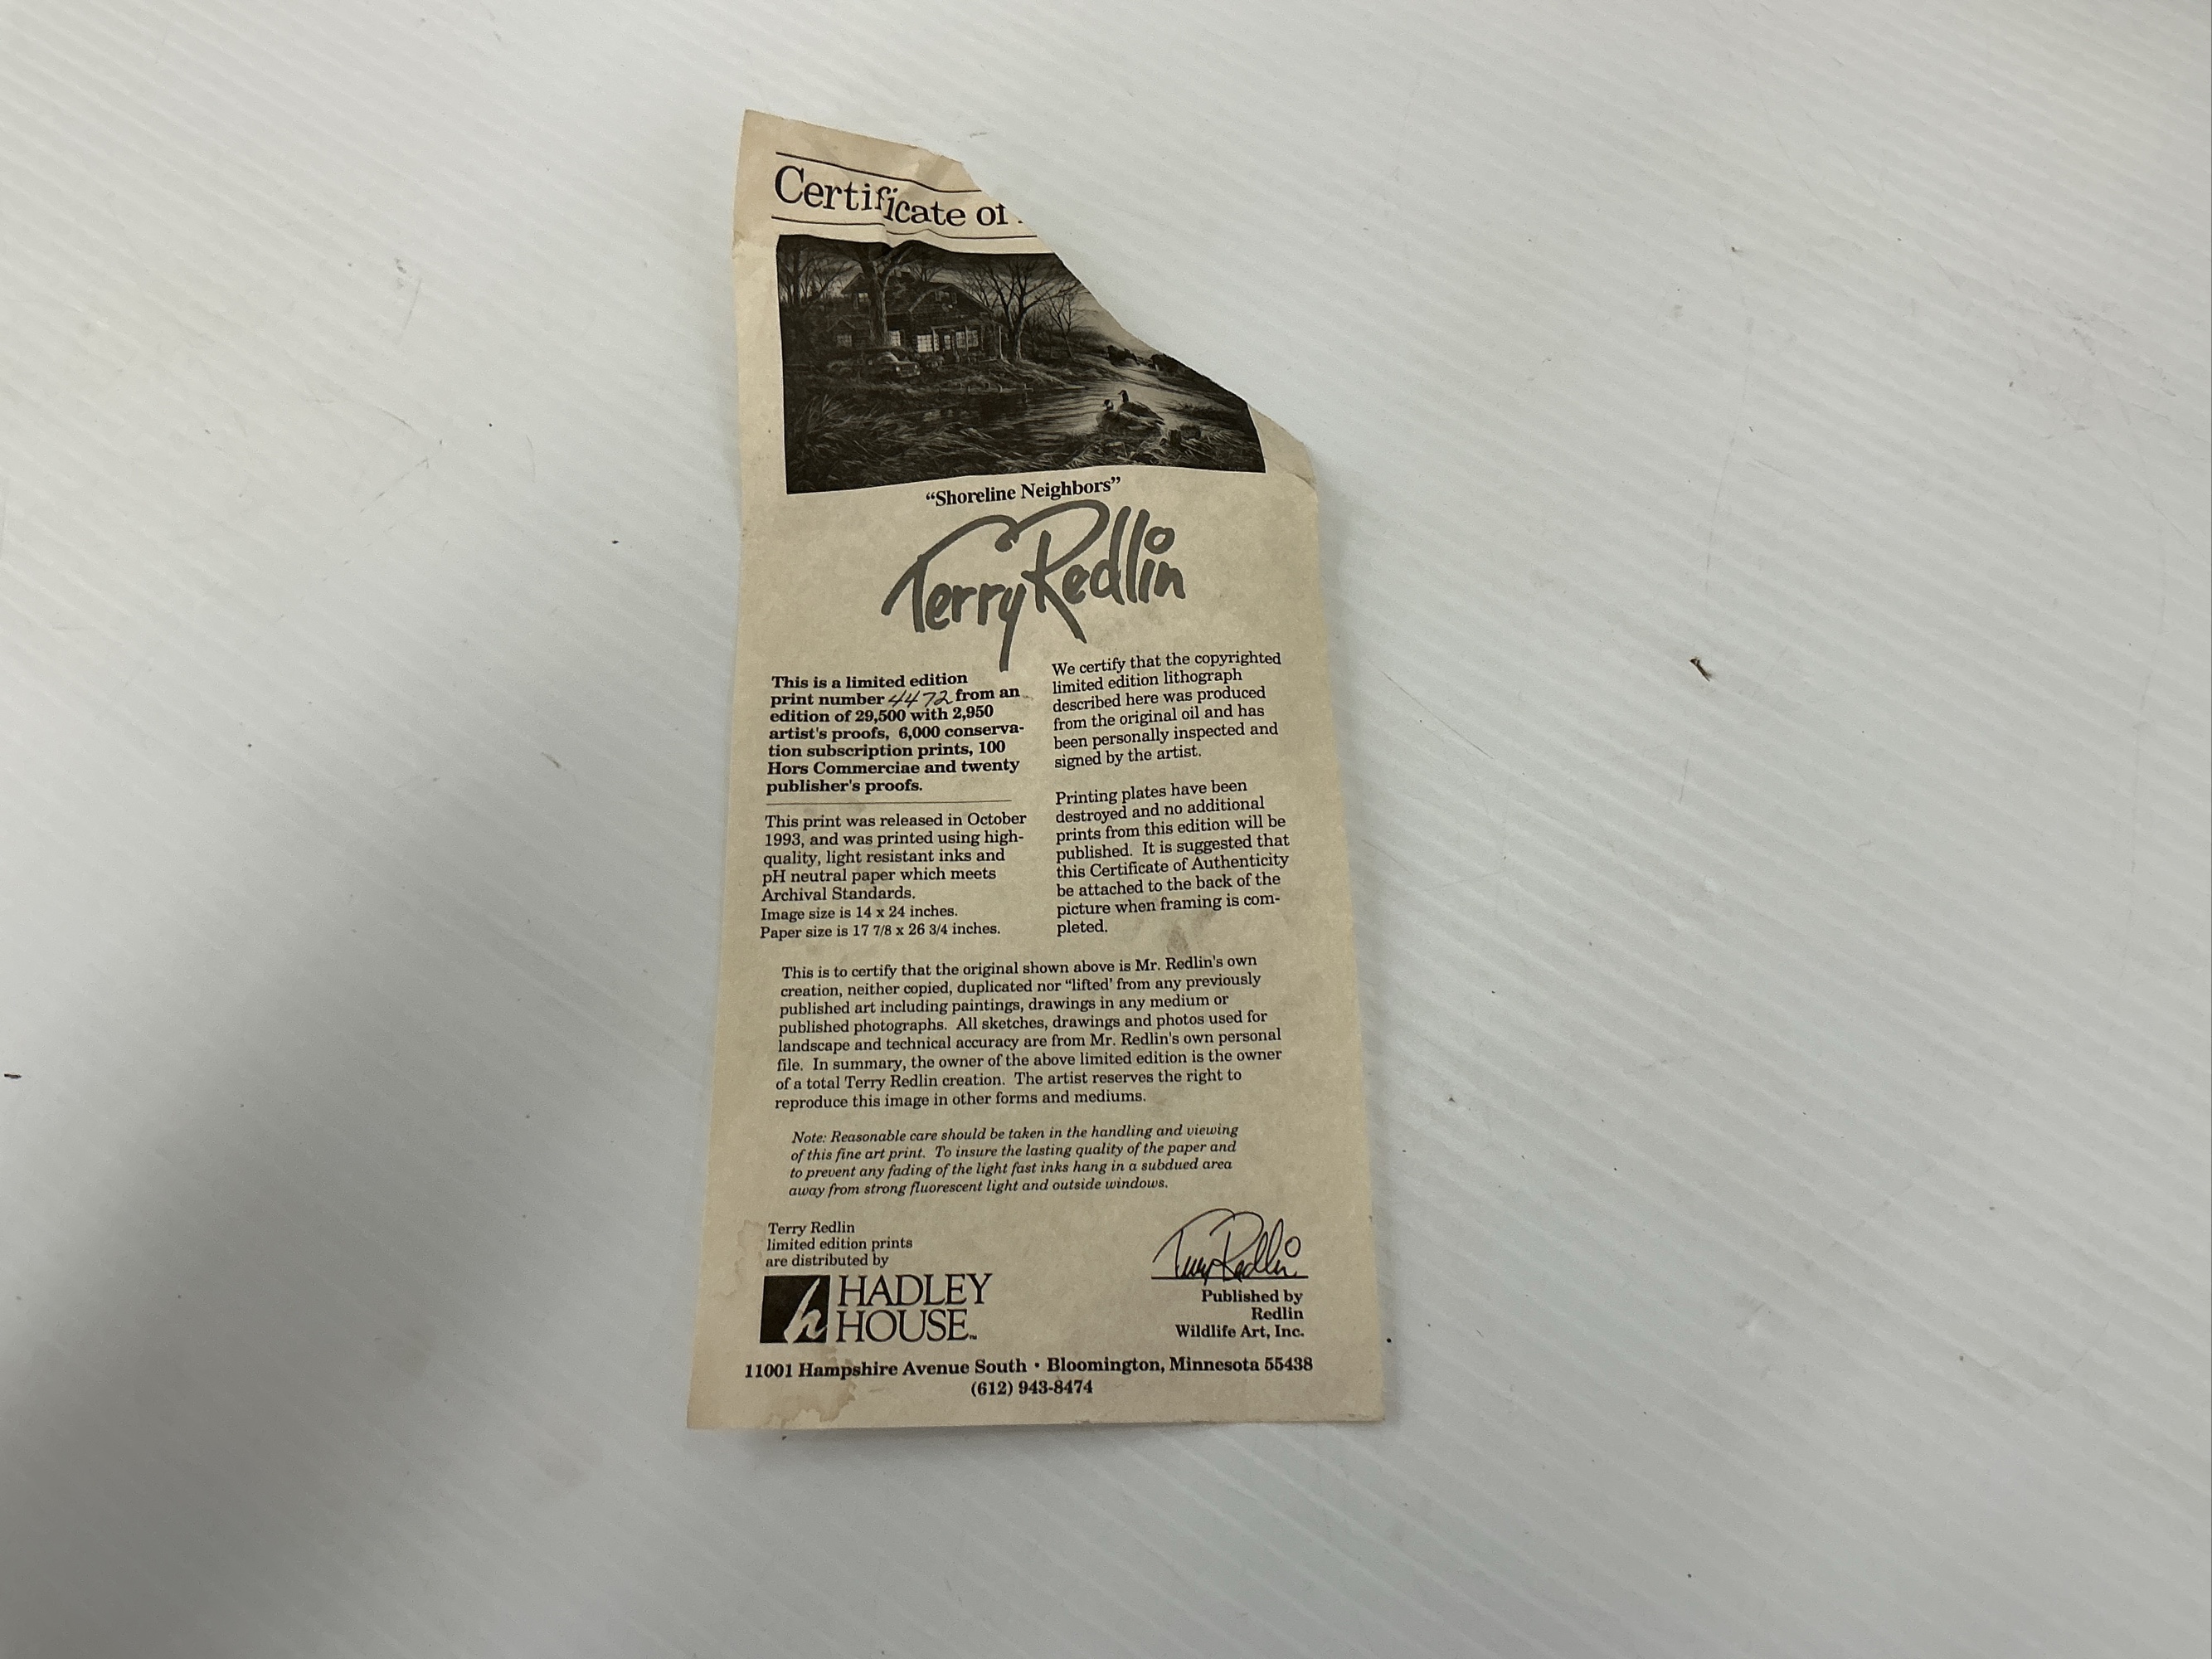 Certificate of
"Shoreline Neighbors"
Terry Redlin
This is a limited edition
print number 4472 from an
edition of 29,500 with 2,950
artist's proofs, 6,000 conserva-
tion subscription prints, 100
Hors Commerciae and twenty
publisher's proofs.
This print was released in October
1993, and was printed using high-
quality, light resistant inks and
pH neutral paper which meets
Archival Standards.
Image size is 14 x 24 inches.
Paper size is 17 7/8 x 26 3/4 inches.
We certify that the copyrighted
limited edition lithograph
described here was produced
from the original oil and has
been personally inspected and
signed by the artist.
Printing plates have been
destroyed and no additional
prints from this edition will be
published. It is suggested that
this Certificate of Authenticity
be attached to the back of the
picture when framing is com-
pleted.
This is to certify that the original shown above is Mr. Redlin's own
creation, neither copied, duplicated nor "lifted' from any previously
published art including paintings, drawings in any medium or
published photographs. All sketches, drawings and photos used for
landscape and technical accuracy are from Mr. Redlin's own personal
file. In summary, the owner of the above limited edition is the owner
of a total Terry Redlin creation. The artist reserves the right to
reproduce this image in other forms and mediums.
Note: Reasonable care should be taken in the handling and viewing
of this fine art print. To insure the lasting quality of the paper and
to prevent any fading of the light fast inks hang in a subdued area
away from strong fluorescent light and outside windows.
Terry Redlin
limited edition prints
are distributed by
h HADLEY
HOUSE™
Terry Redlin
Published by
Redlin
Wildlife Art, Inc.
11001 Hampshire Avenue South • Bloomington, Minnesota 55438
(612) 943-8474